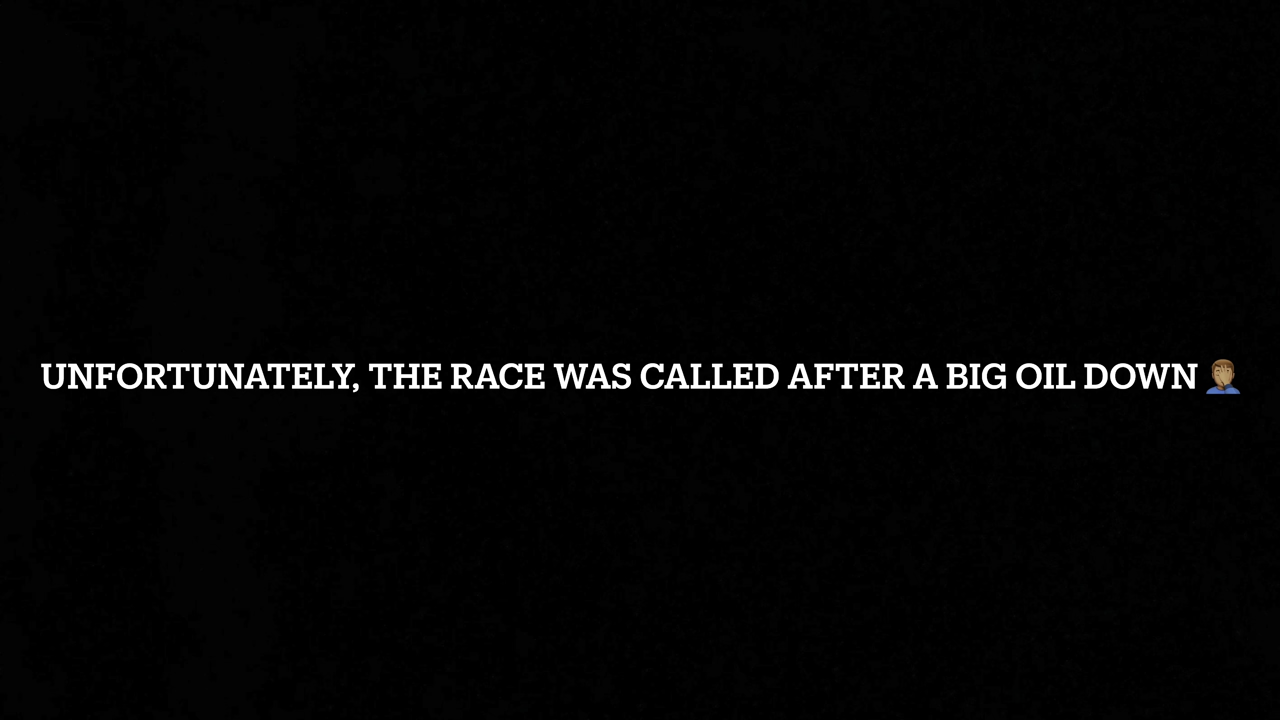 UNFORTUNATELY, THE RACE WAS CALLED AFTER A BIG OIL DOWN 🤦🏽‍♂️